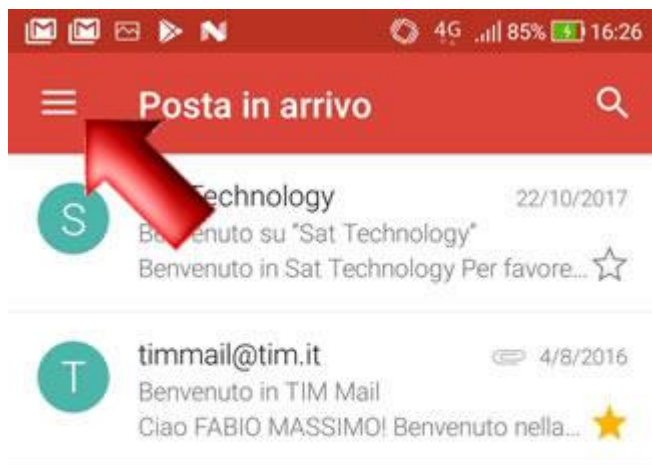 4G 85% 16:26
Posta in arrivo
S Technology 22/10/2017
Benvenuto su "Sat Technology"
Benvenuto in Sat Technology Per favore...
T timmail@tim.it 4/8/2016
Benvenuto in TIM Mail
Ciao FABIO MASSIMO! Benvenuto nella...